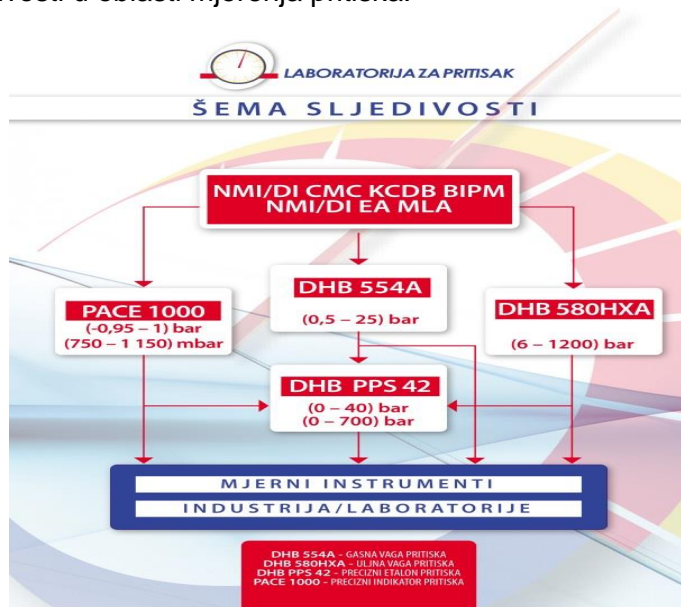 u oblasti mjerenja pritiska.
LABORATORIJA ZA PRITISAK
ŠEMA SLJEDIVOSTI
NMI/DI CMC KCDB BIPM
NMI/DI EA MLA
PACE 1000
(-0,95 – 1) bar
(750 – 1 150) mbar
DHB 554A
(0,5 – 25) bar
DHB 580HXA
(6 – 1200) bar
DHB PPS 42
(0 – 40) bar
(0 – 700) bar
MJERNI INSTRUMENTI
INDUSTRIJA/LABORATORIJE
DHB 554A – GASNA VAGA PRITISKA
DHB 580HXA – ULJNA VAGA PRITISKA
DHB PPS 42 – PRECIZNI ETALON PRITISKA
PACE 1000 – PRECIZNI INDIKATOR PRITISKA